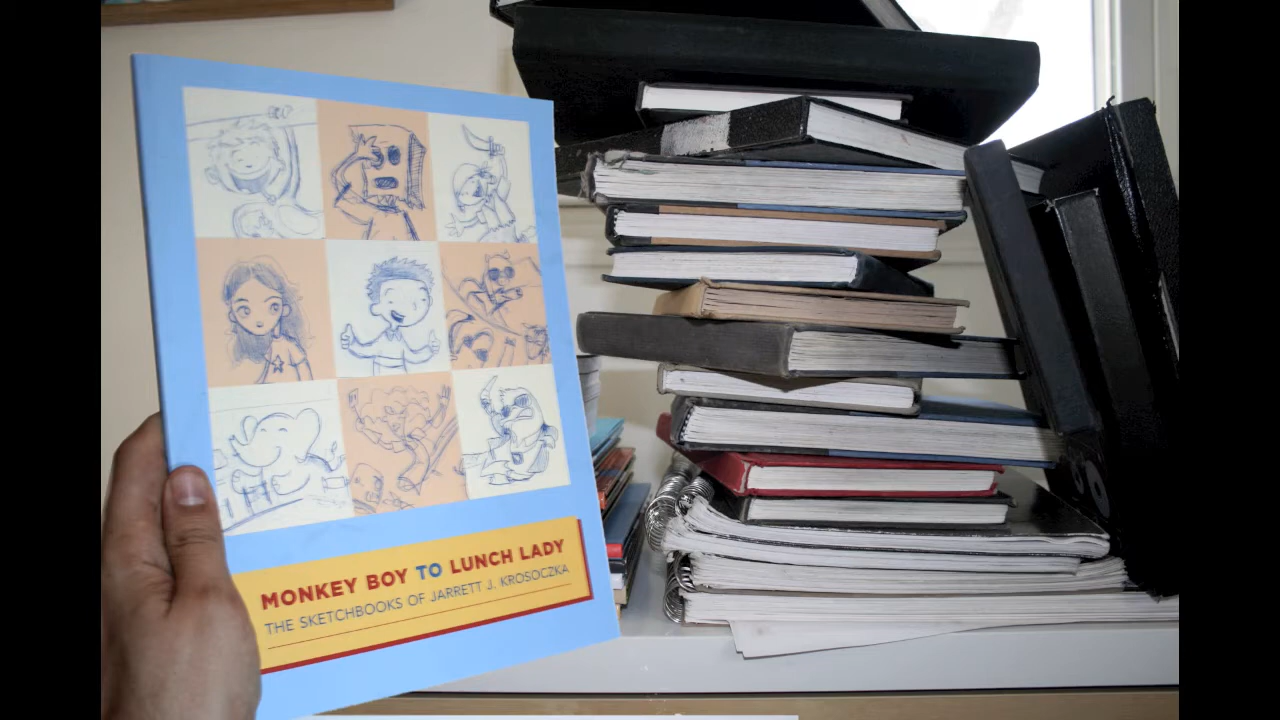 MONKEY BOY TO LUNCH LADY
THE SKETCHBOOKS OF JARRETT J. KROSOCZKA